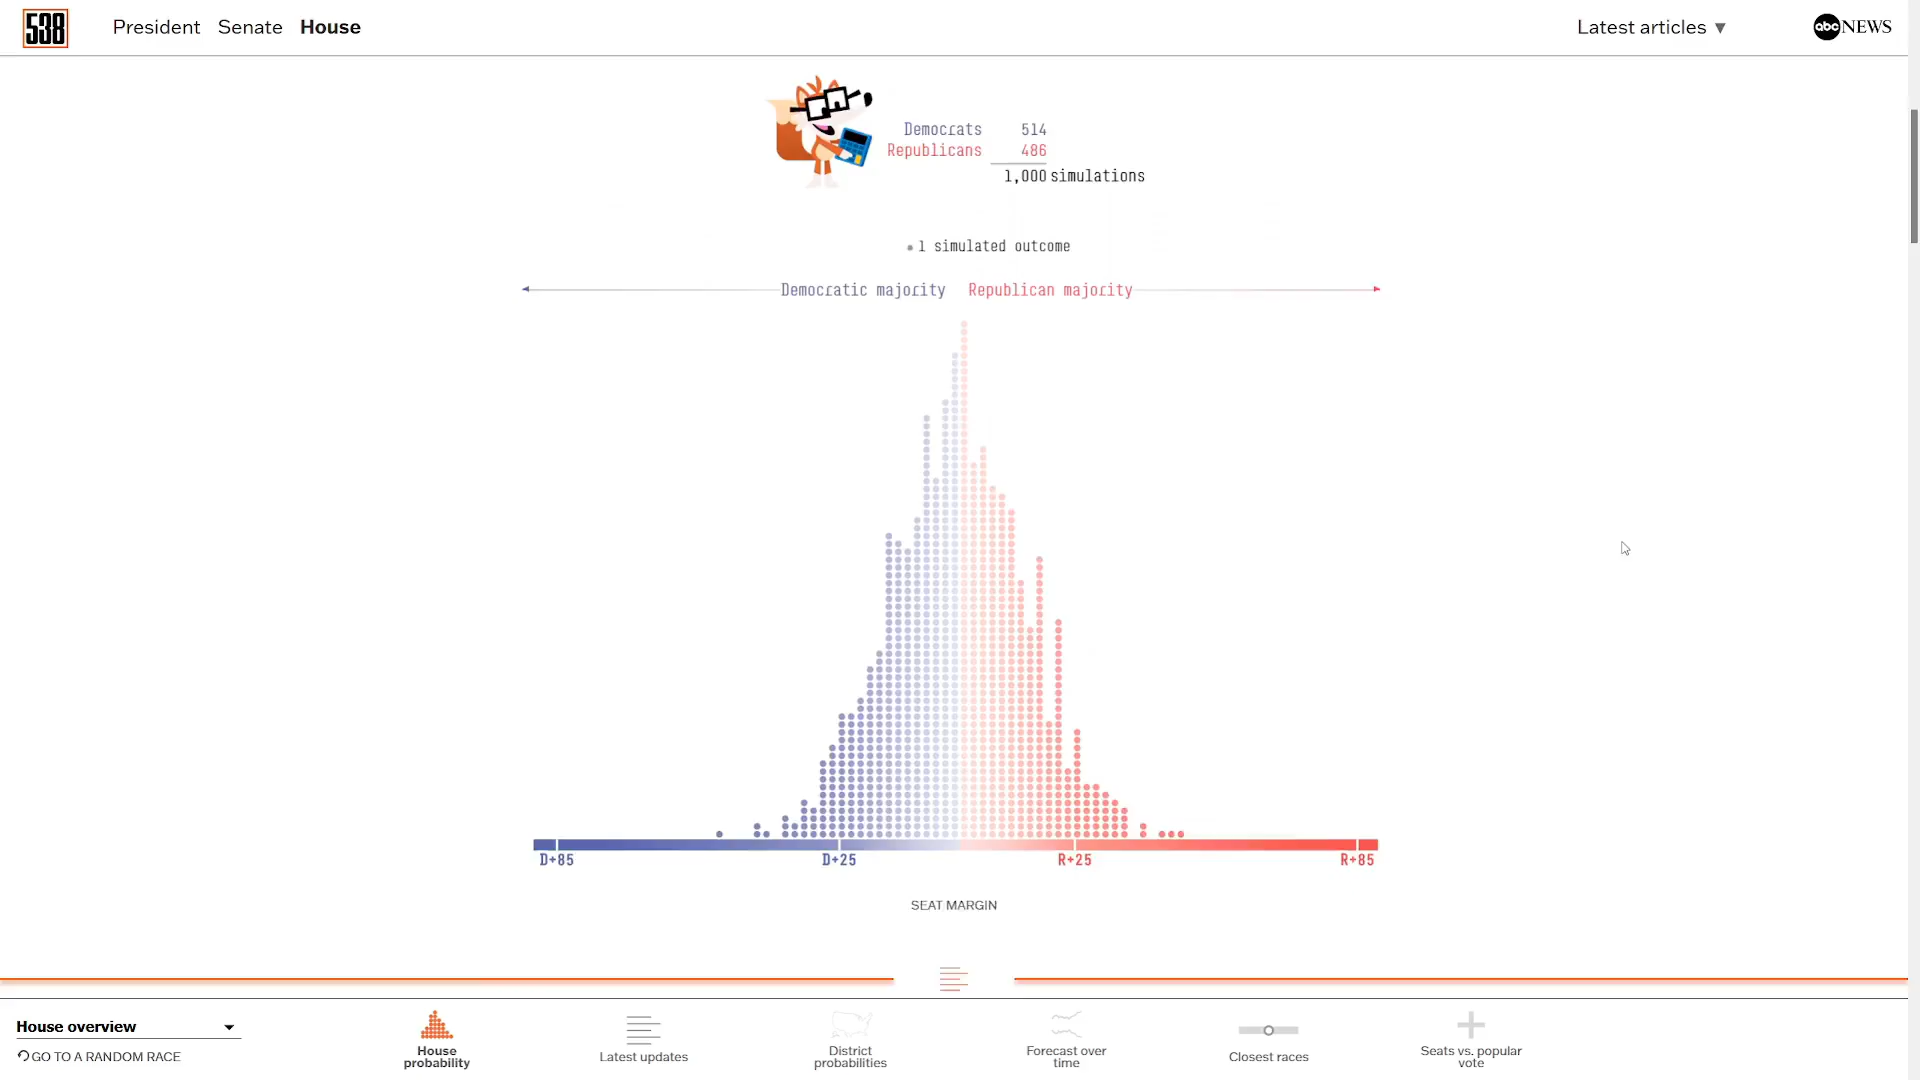 538 President Senate House Latest articles ▼ abc NEWS
Democrats 514
Republicans 486
1,000 simulations
1 simulated outcome
Democratic majority Republican majority
D+85 D+25 R+25 R+85
SEAT MARGIN
House overview
GO TO A RANDOM RACE
House
probability
Latest updates
District
probabilities
Forecast over
time
Closest races
Seats vs. popular
vote